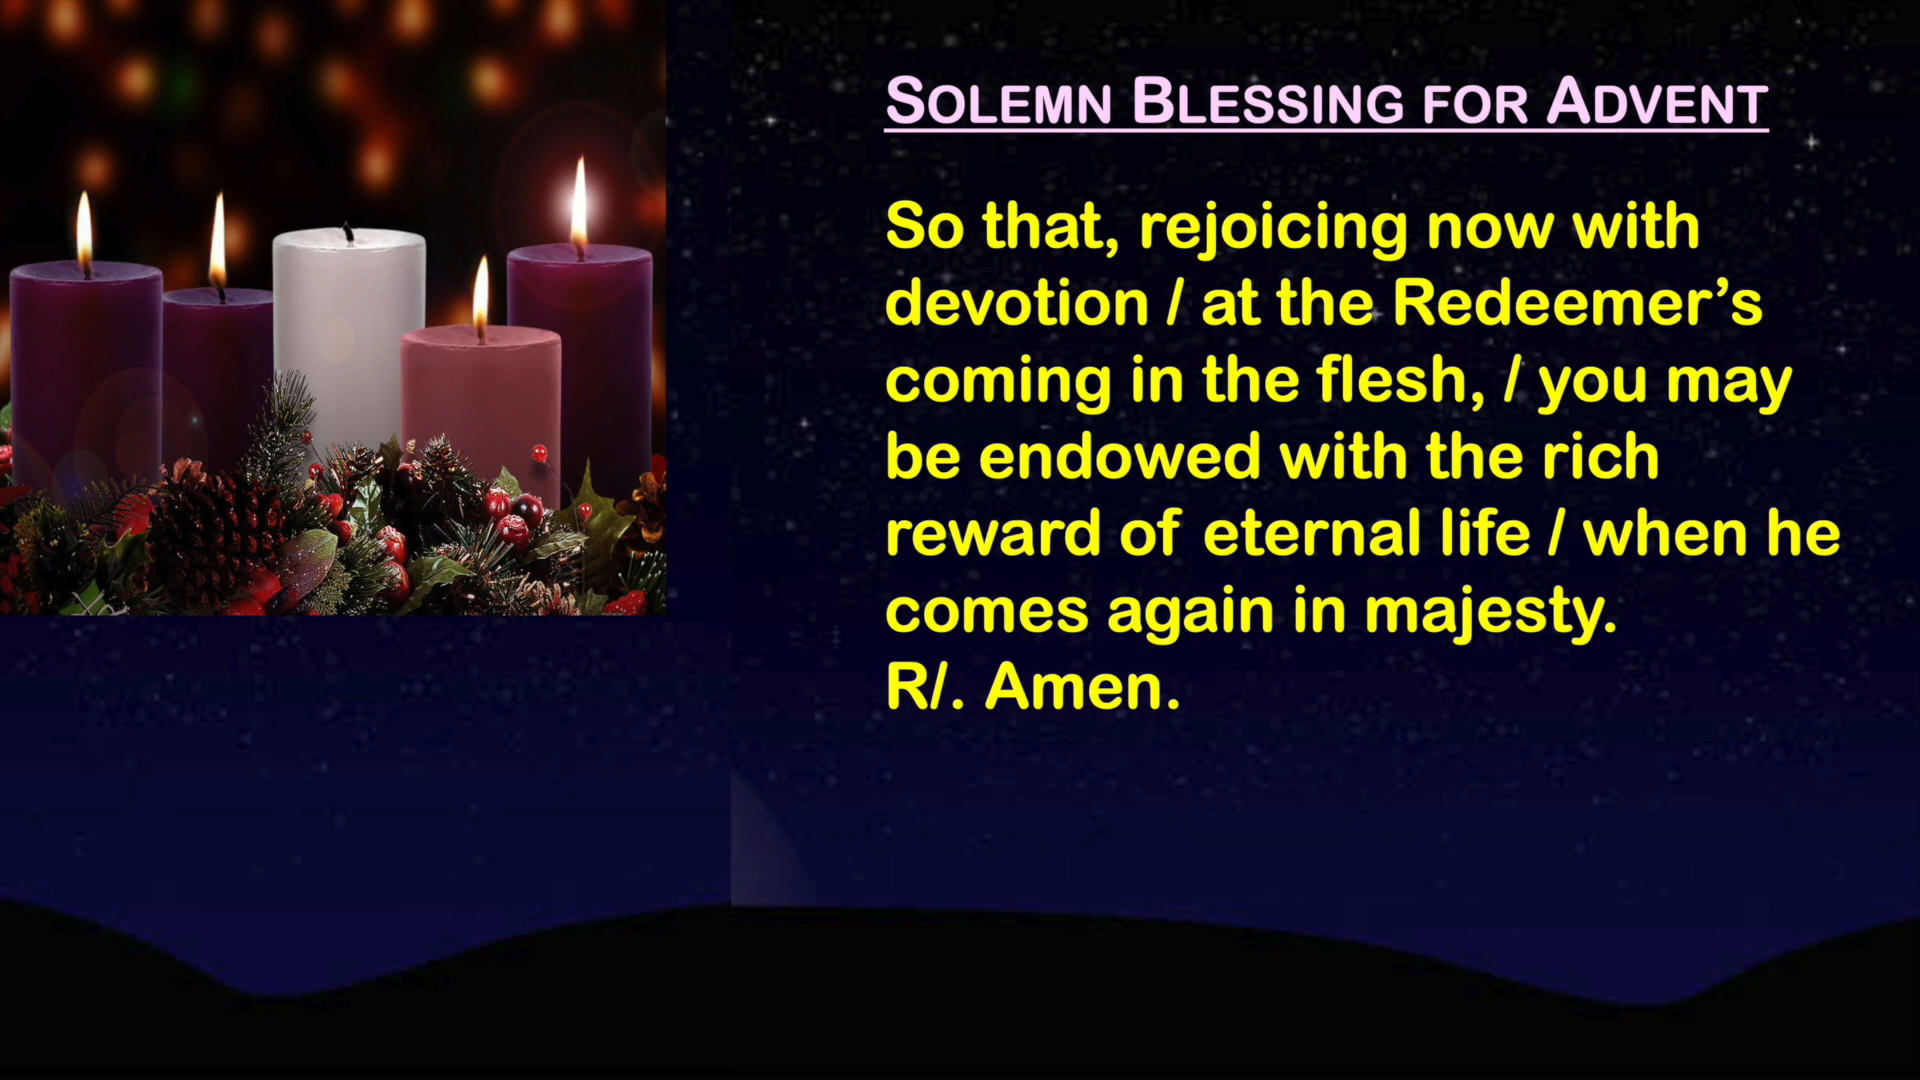 SOLEMN BLESSING FOR ADVENT
So that, rejoicing now with
devotion / at the Redeemer’s
coming in the flesh, / you may
be endowed with the rich
reward of eternal life / when he
comes again in majesty.
R/. Amen.